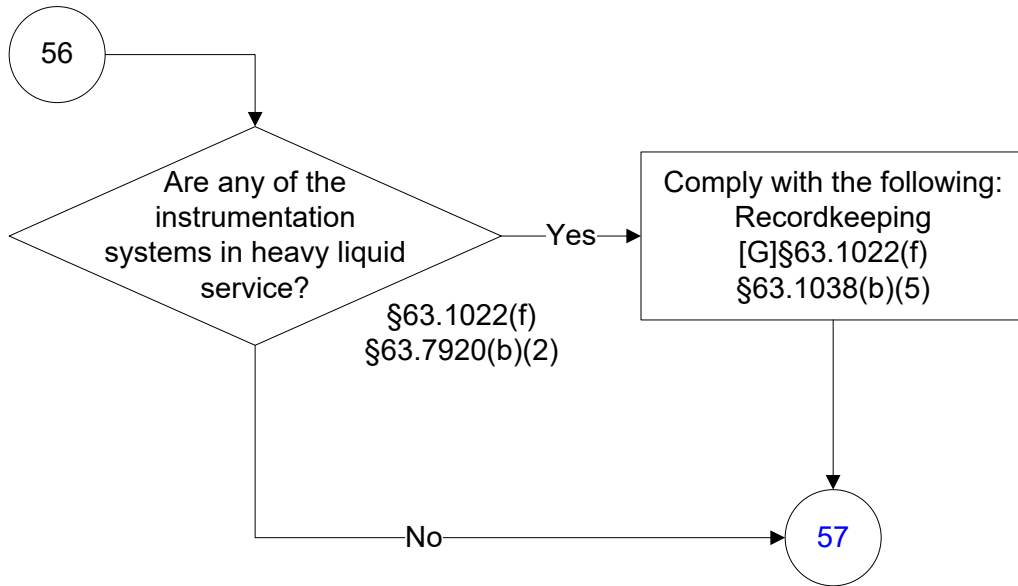 56
Are any of the
instrumentation
systems in heavy liquid
service?
§63.1022(f)
§63.7920(b)(2)
Yes
Comply with the following:
Recordkeeping
[G]§63.1022(f)
§63.1038(b)(5)
No
57